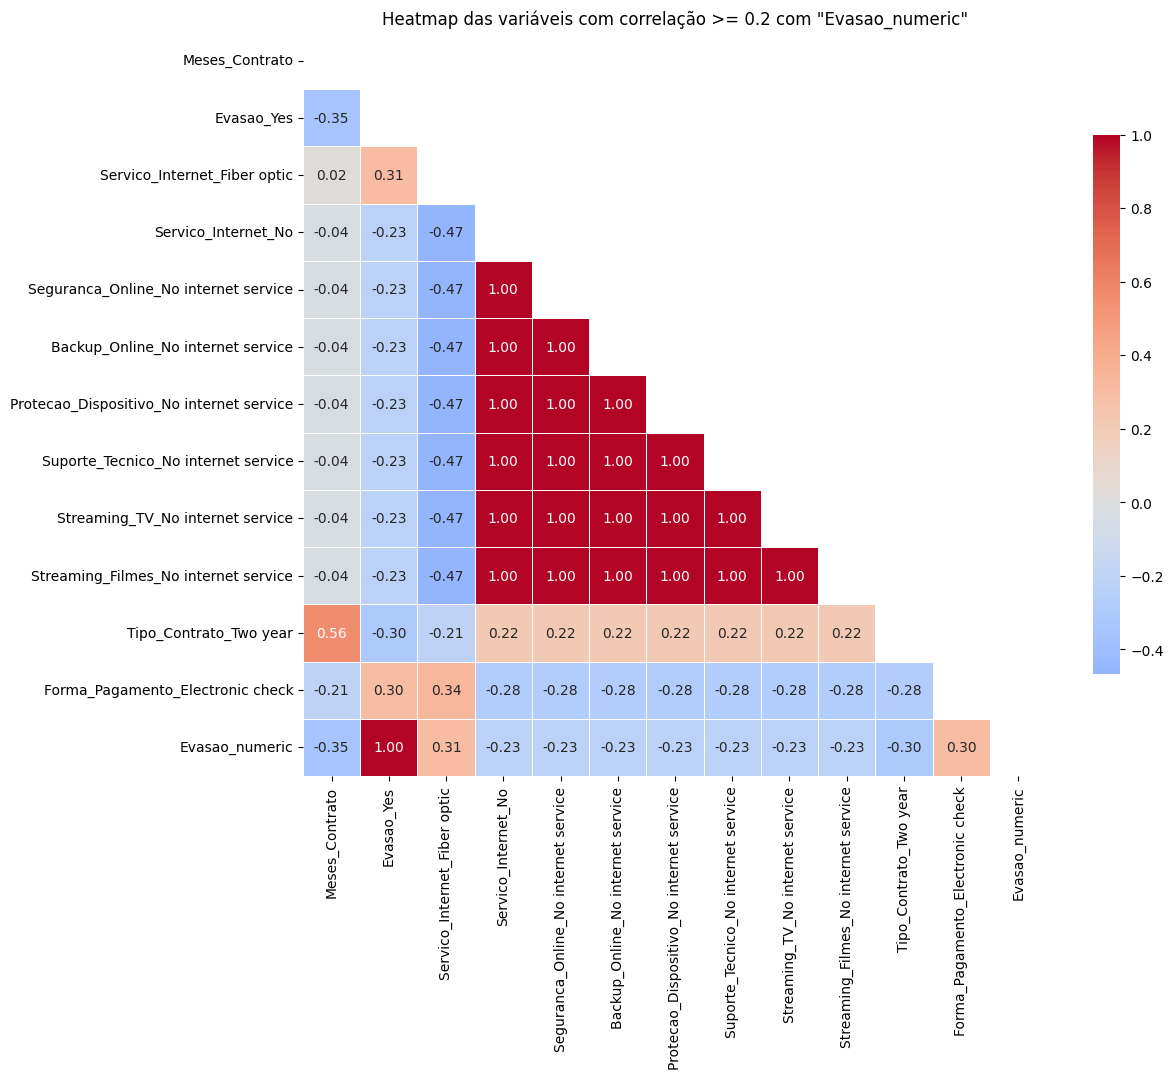 Heatmap das variáveis com correlação >= 0.2 com "Evasao_numeric"
Meses_Contrato
Evasao_Yes -0.35
Servico_Internet_Fiber optic 0.02 0.31
Servico_Internet_No -0.04 -0.23 -0.47
Seguranca_Online_No internet service -0.04 -0.23 -0.47 1.00
Backup_Online_No internet service -0.04 -0.23 -0.47 1.00 1.00
Protecao_Dispositivo_No internet service -0.04 -0.23 -0.47 1.00 1.00 1.00
Suporte_Tecnico_No internet service -0.04 -0.23 -0.47 1.00 1.00 1.00 1.00
Streaming_TV_No internet service -0.04 -0.23 -0.47 1.00 1.00 1.00 1.00 1.00
Streaming_Filmes_No internet service -0.04 -0.23 -0.47 1.00 1.00 1.00 1.00 1.00 1.00
Tipo_Contrato_Two year 0.56 -0.30 -0.21 0.22 0.22 0.22 0.22 0.22 0.22 0.22
Forma_Pagamento_Electronic check -0.21 0.30 0.34 -0.28 -0.28 -0.28 -0.28 -0.28 -0.28 -0.28 -0.28
Evasao_numeric -0.35 1.00 0.31 -0.23 -0.23 -0.23 -0.23 -0.23 -0.23 -0.23 -0.30 0.30
Meses_Contrato
Evasao_Yes
Servico_Internet_Fiber optic
Servico_Internet_No
Seguranca_Online_No internet service
Backup_Online_No internet service
Protecao_Dispositivo_No internet service
Suporte_Tecnico_No internet service
Streaming_TV_No internet service
Streaming_Filmes_No internet service
Tipo_Contrato_Two year
Forma_Pagamento_Electronic check
Evasao_numeric
1.0
0.8
0.6
0.4
0.2
0.0
−0.2
−0.4